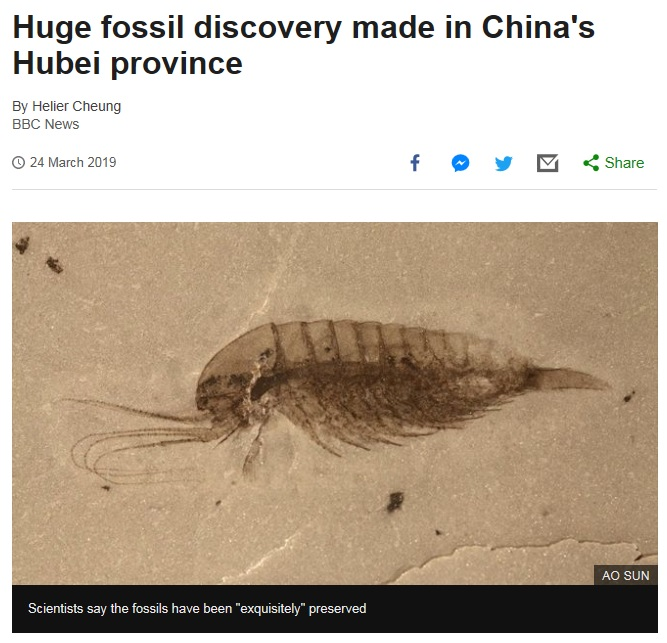 Huge fossil discovery made in China's
Hubei province
By Helier Cheung
BBC News
24 March 2019
Share
AO SUN
Scientists say the fossils have been "exquisitely" preserved